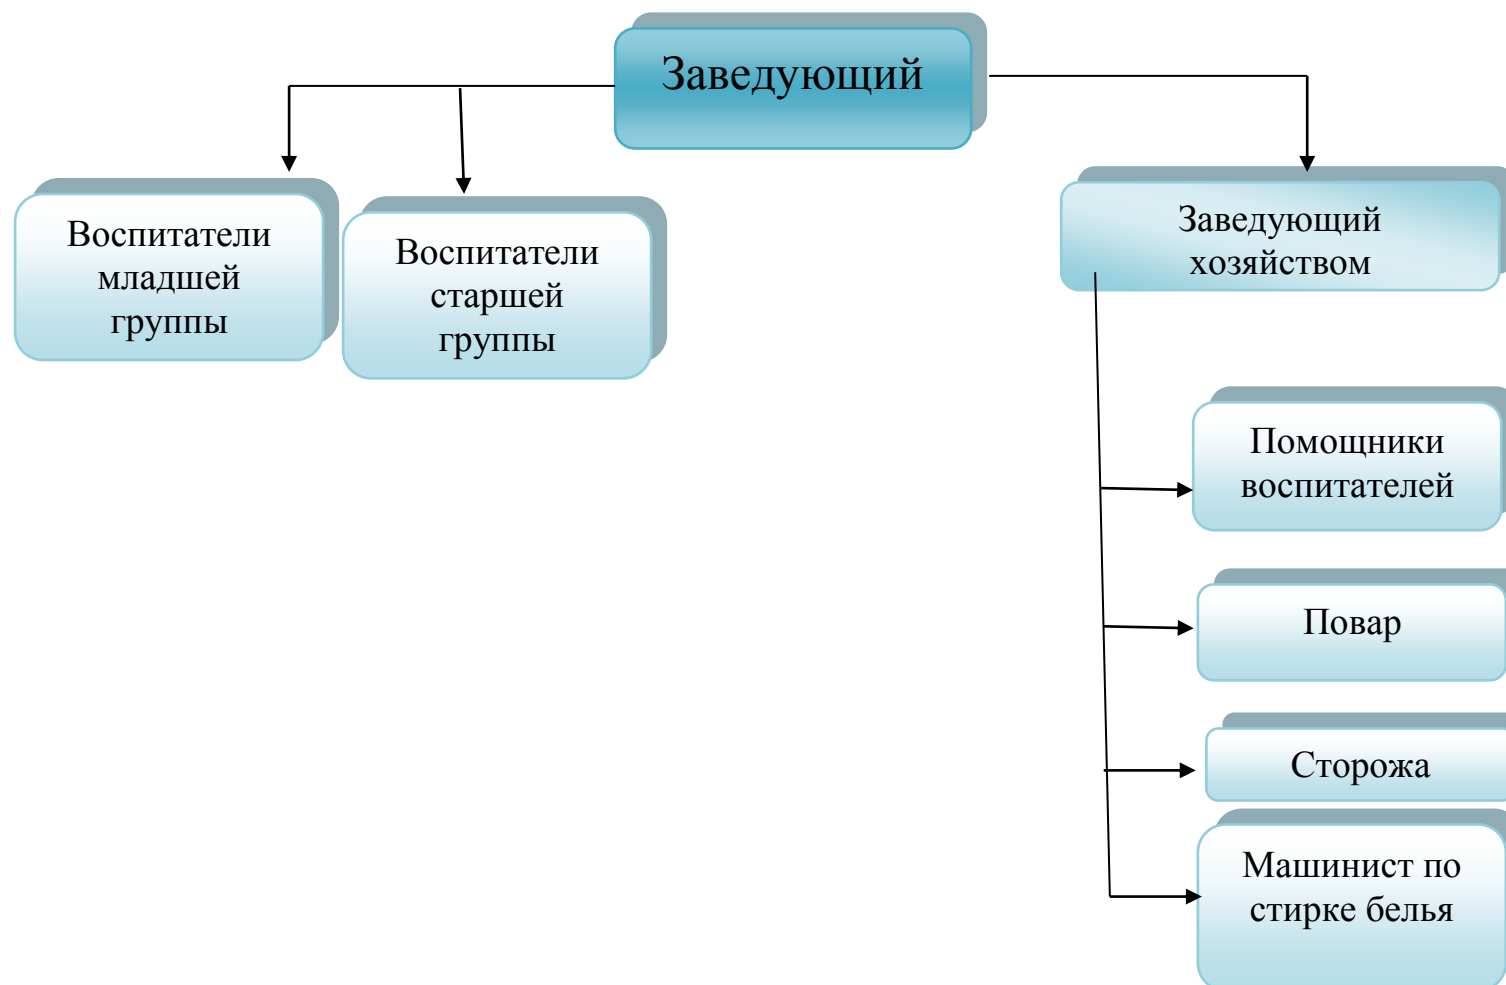 Заведующий
Воспитатели
младшей
группы
Воспитатели
старшей
группы
Заведующий
хозяйством
Помощники
воспитателей
Повар
Сторожа
Машинист по
стирке белья